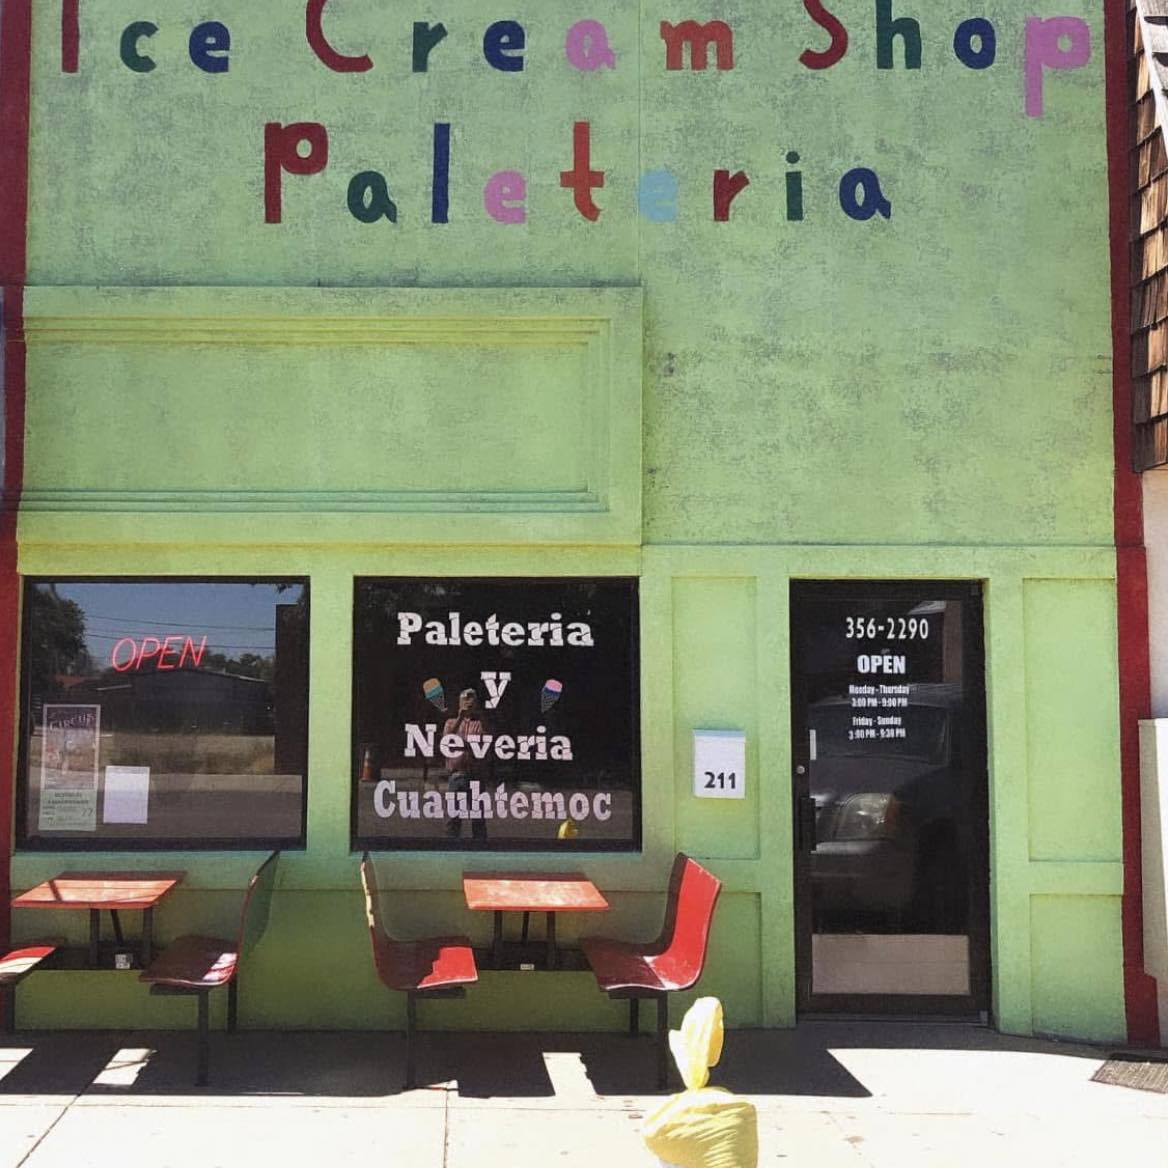 Ice Cream Shop
Paleteria
OPEN
Paleteria
y
Neveria
Cuauhtemoc
CIRCUS
211
356-2290
OPEN
Monday - Thursday
3:00 PM - 9:00 PM
Friday - Sunday
3:00 PM - 9:30 PM